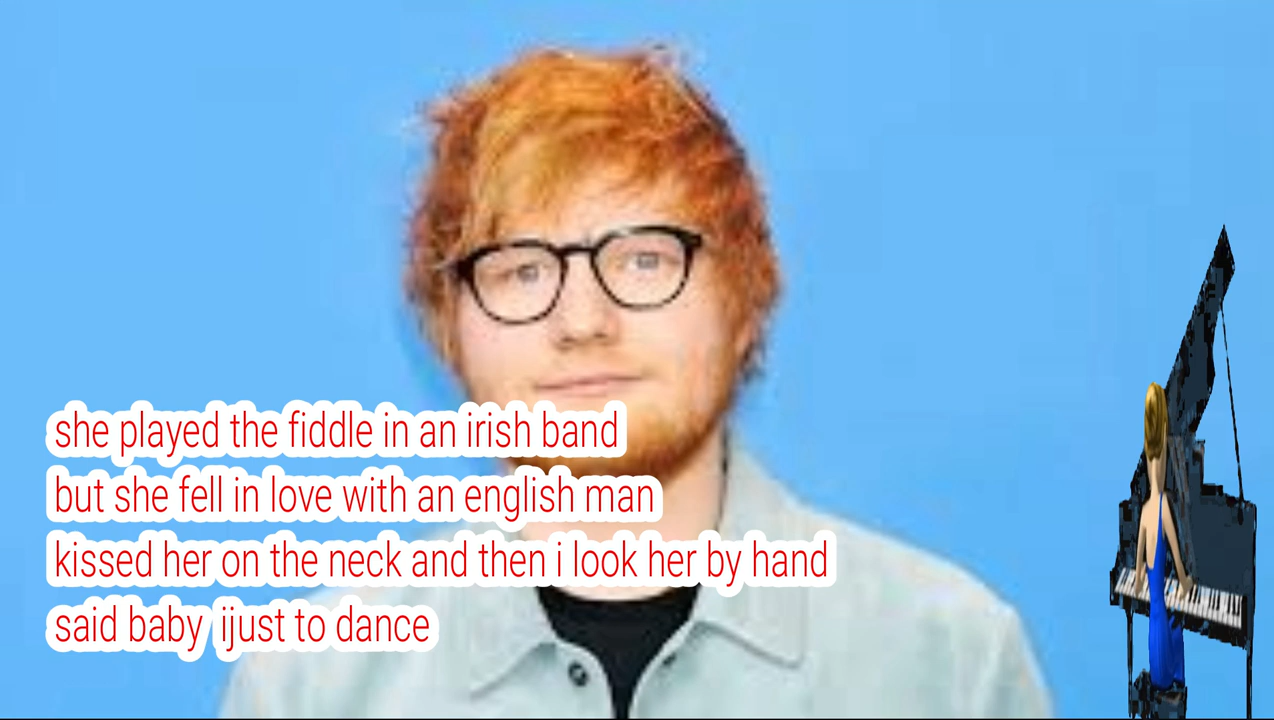 she played the fiddle in an irish band
but she fell in love with an english man
kissed her on the neck and then i look her by hand
said baby  ijust to dance